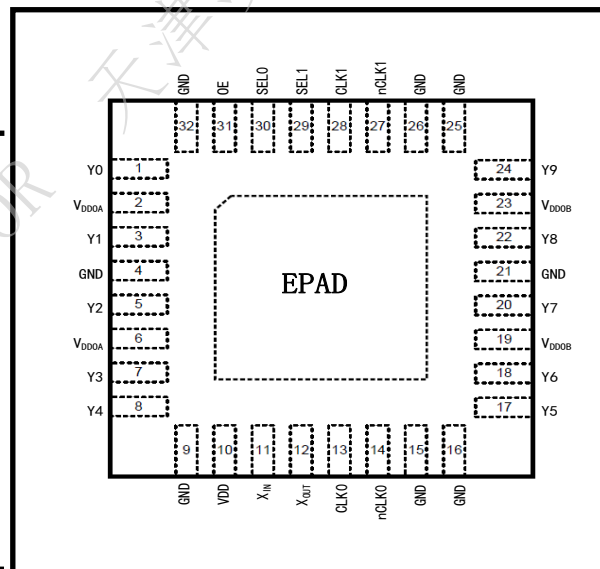 天津
OR
GND OE SEL0 SEL1 CLK1 nCLK1 GND GND
32 31 30 29 28 27 26 25
Y0 1 24 Y9
VDDOA 2 23 VDDOB
Y1 3 22 Y8
GND 4 21 GND
EPAD
Y2 5 20 Y7
VDDOA 6 19 VDDOB
Y3 7 18 Y6
Y4 8 17 Y5
9 10 11 12 13 14 15 16
GND VDD XIN XOUT CLK0 nCLK0 GND GND